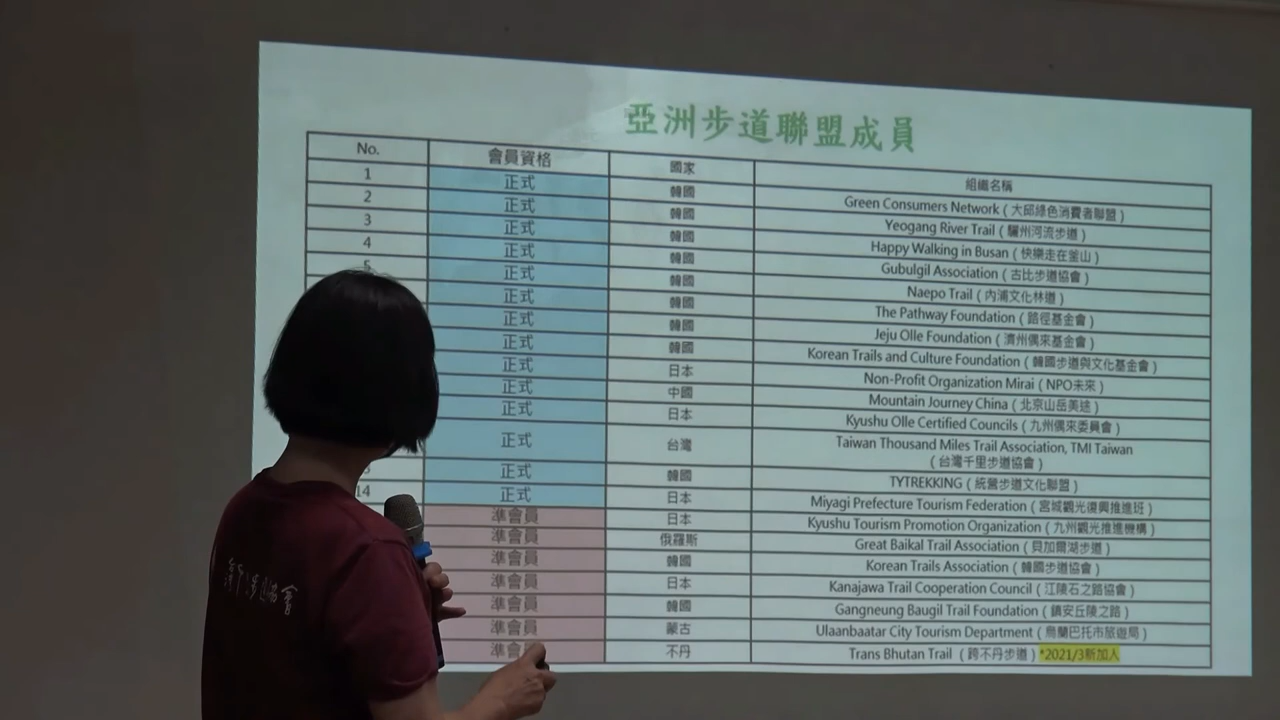 亞洲步道聯盟成員
No. 會員資格 國家 組織名稱
1 正式 韓國 Green Consumers Network（大邱綠色消費者聯盟）
2 正式 韓國 Yeogang River Trail（驪州河流步道）
3 正式 韓國 Happy Walking in Busan（快樂走在釜山）
4 正式 韓國 Gubulgil Association（古比步道協會）
5 正式 韓國 Naepo Trail（內浦文化林道）
正式 韓國 The Pathway Foundation（路徑基金會）
正式 韓國 Jeju Olle Foundation（濟州偶來基金會）
正式 韓國 Korean Trails and Culture Foundation（韓國步道與文化基金會）
正式 日本 Non-Profit Organization Mirai（NPO未來）
正式 中國 Mountain Journey China（北京山岳美途）
正式 日本 Kyushu Olle Certified Councils（九州偶來委員會）
正式 台灣 Taiwan Thousand Miles Trail Association, TMI Taiwan
（台灣千里步道協會）
正式 韓國 TYTREKKING（統營步道文化聯盟）
14 正式 日本 Miyagi Prefecture Tourism Federation（宮城觀光復興推進班）
準會員 日本 Kyushu Tourism Promotion Organization（九州觀光推進機構）
準會員 俄羅斯 Great Baikal Trail Association（貝加爾湖步道）
準會員 韓國 Korean Trails Association（韓國步道協會）
準會員 日本 Kanajawa Trail Cooperation Council（江陵石之路協會）
準會員 韓國 Gangneung Baugil Trail Foundation（鎮安丘陵之路）
準會員 蒙古 Ulaanbaatar City Tourism Department（烏蘭巴托市旅遊局）
準會員 不丹 Trans Bhutan Trail（跨不丹步道）*2021/3新加入